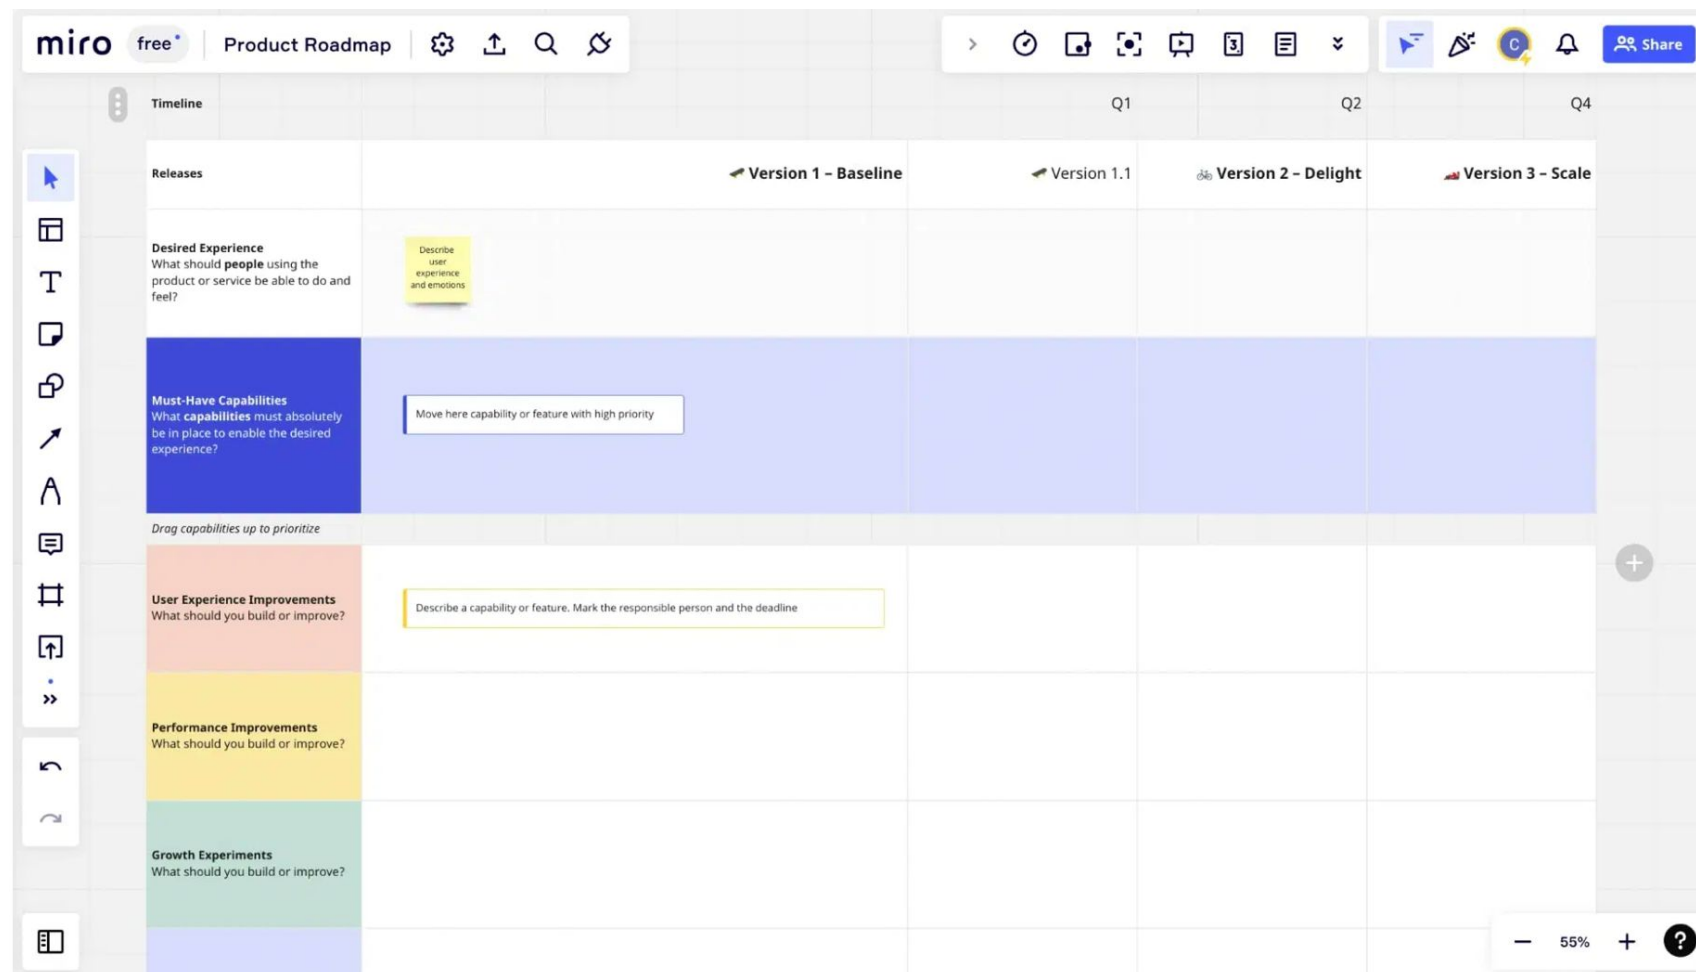 miro free Product Roadmap
3
C
Share
Timeline Q1 Q2 Q4
Releases Version 1 – Baseline Version 1.1 Version 2 – Delight Version 3 – Scale
Desired Experience
What should people using the
product or service be able to do and
feel?
Describe
user
experience
and emotions
Must-Have Capabilities
What capabilities must absolutely
be in place to enable the desired
experience?
Move here capability or feature with high priority
Drag capabilities up to prioritize
User Experience Improvements
What should you build or improve?
Describe a capability or feature. Mark the responsible person and the deadline
Performance Improvements
What should you build or improve?
Growth Experiments
What should you build or improve?
55%
?